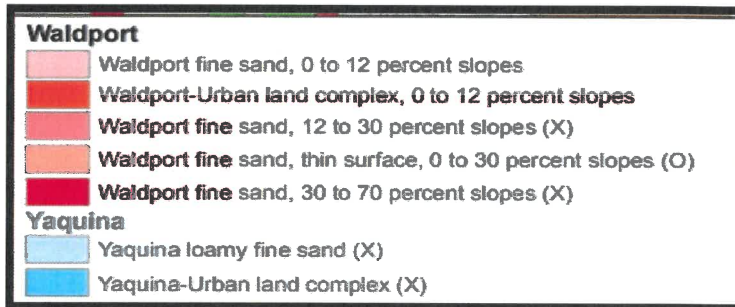 Waldport
Waldport fine sand, 0 to 12 percent slopes
Waldport-Urban land complex, 0 to 12 percent slopes
Waldport fine sand, 12 to 30 percent slopes (X)
Waldport fine sand, thin surface, 0 to 30 percent slopes (O)
Waldport fine sand, 30 to 70 percent slopes (X)
Yaquina
Yaquina loamy fine sand (X)
Yaquina-Urban land complex (X)